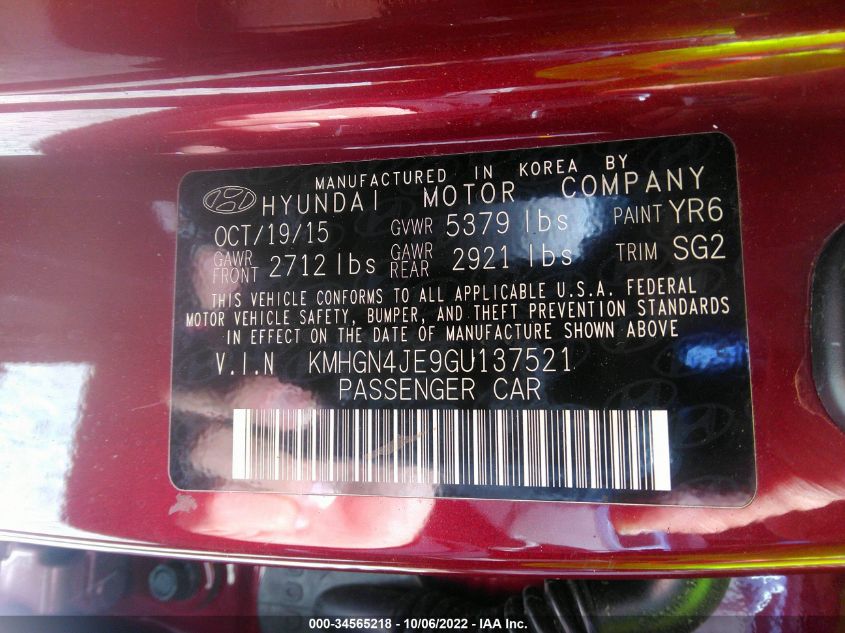 MANUFACTURED IN KOREA BY
HYUNDAI MOTOR COMPANY
OCT/19/15 GVWR 5379 lbs PAINT YR6
GAWR FRONT 2712 lbs GAWR REAR 2921 lbs TRIM SG2
THIS VEHICLE CONFORMS TO ALL APPLICABLE U.S.A. FEDERAL
MOTOR VEHICLE SAFETY, BUMPER, AND THEFT PREVENTION STANDARDS
IN EFFECT ON THE DATE OF MANUFACTURE SHOWN ABOVE
V.I.N KMHGN4JE9GU137521
PASSENGER CAR
000-34565218 - 10/06/2022 - © IAA, Inc.